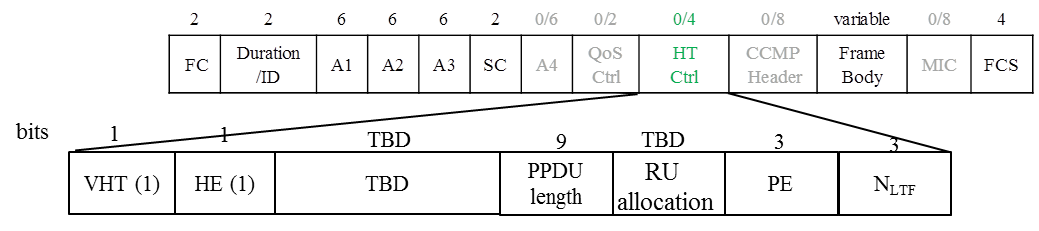 2 2 6 6 6 2 0/6 0/2 0/4 0/8 variable 0/8 4
FC Duration /ID A1 A2 A3 SC A4 QoS Ctrl HT Ctrl CCMP Header Frame Body MIC FCS
bits 1 1 TBD 9 TBD 3 3
VHT (1) HE (1) TBD PPDU length RU allocation PE NLTF